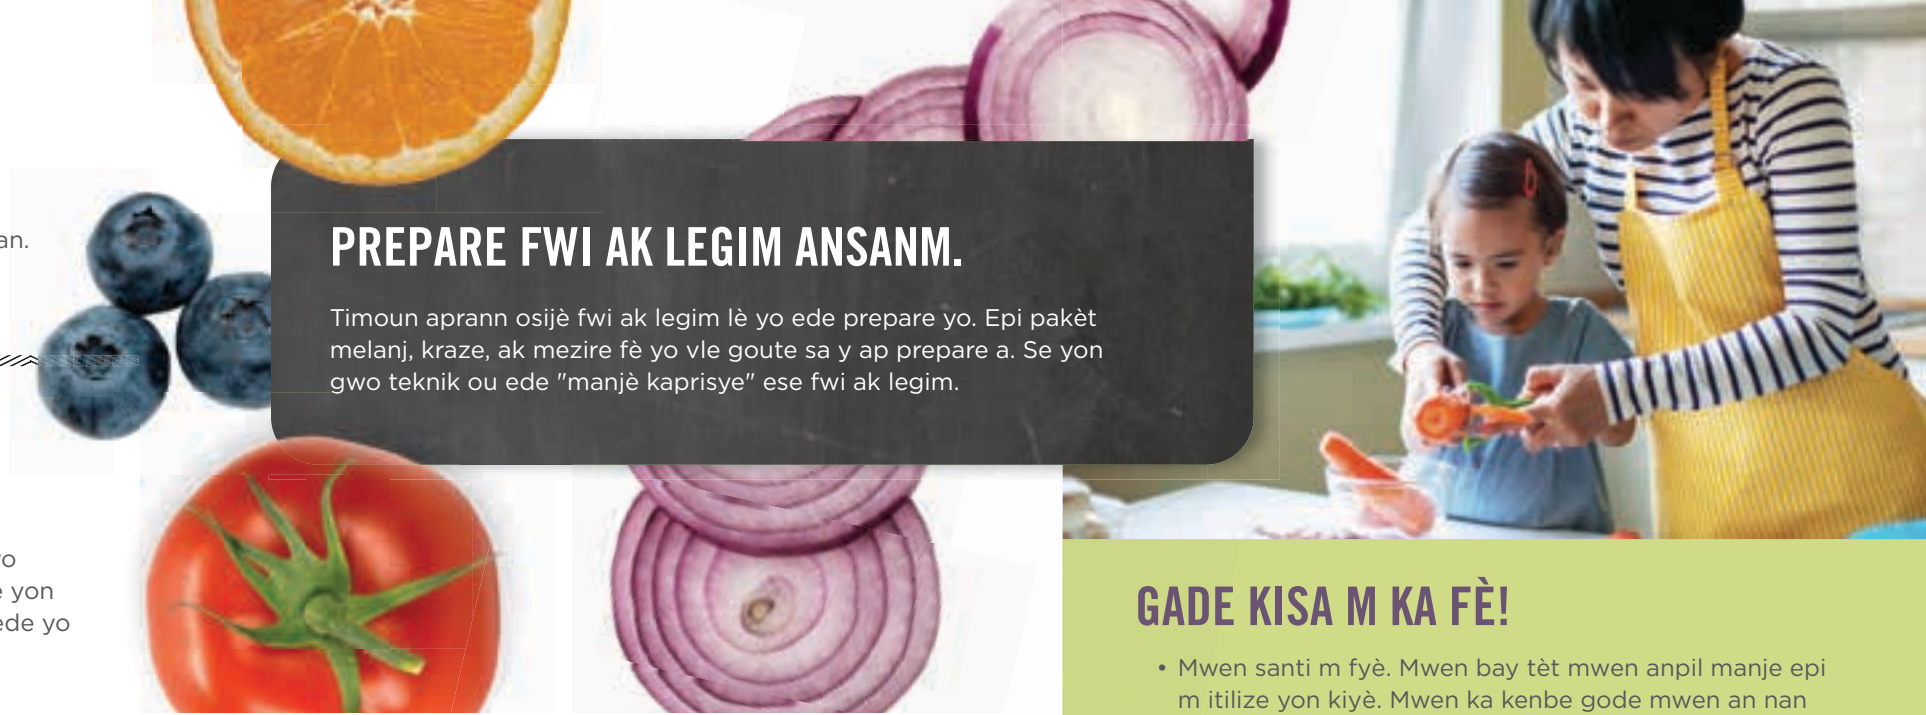 an.
yon
ede yo
PREPARE FWI AK LEGIM ANSANM.
Timoun aprann osijè fwi ak legim lè yo ede prepare yo. Epi pakèt
melanj, kraze, ak mezire fè yo vle goute sa y ap prepare a. Se yon
gwo teknik ou ede "manjè kaprisye" ese fwi ak legim.
GADE KISA M KA FÈ!
• Mwen santi m fyè. Mwen bay tèt mwen anpil manje epi
m itilize yon kiyè. Mwen ka kenbe gode mwen an nan